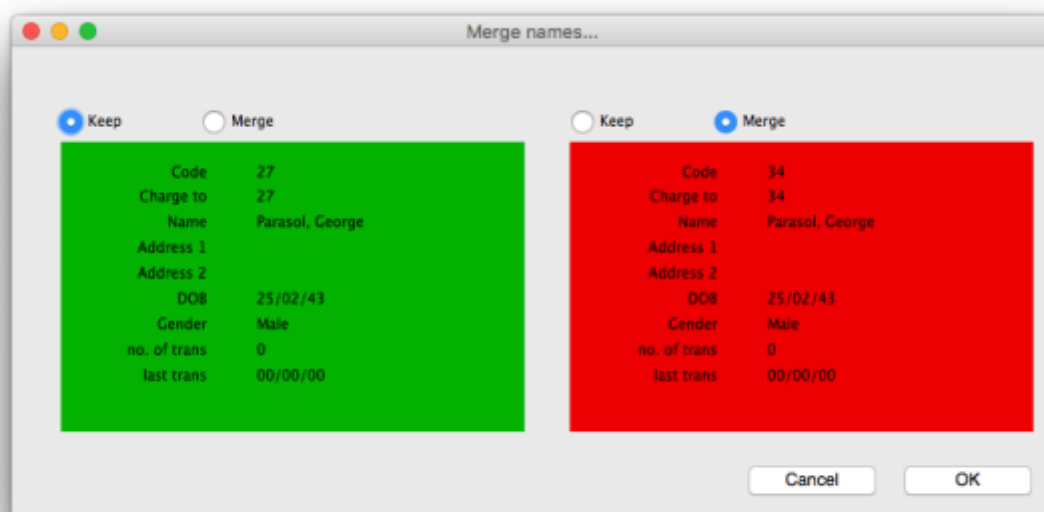 Merge names...
Keep Merge Keep Merge
Code 27
Charge to 27
Name Parasol, George
Address 1
Address 2
DOB 25/02/43
Gender Male
no. of trans 0
last trans 00/00/00
Code 34
Charge to 34
Name Parasol, George
Address 1
Address 2
DOB 25/02/43
Gender Male
no. of trans 0
last trans 00/00/00
Cancel OK